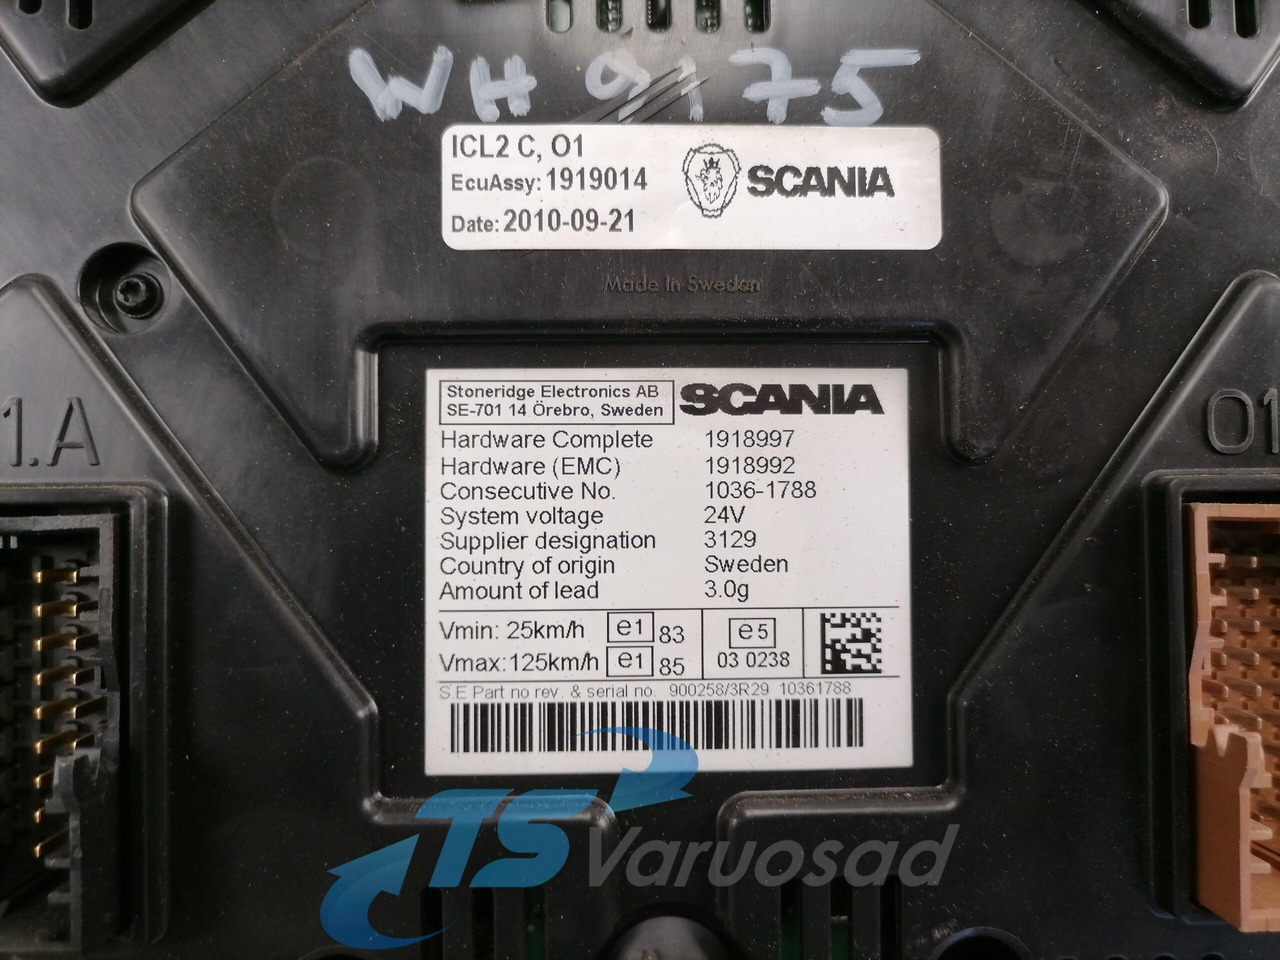 WH 9175
ICL2 C, O1
EcuAssy: 1919014
SCANIA
Date: 2010-09-21
Made In Sweden
1.A
O1
Stoneridge Electronics AB
SE-701 14 Örebro, Sweden
SCANIA
Hardware Complete 1918997
Hardware (EMC) 1918992
Consecutive No. 1036-1788
System voltage 24V
Supplier designation 3129
Country of origin Sweden
Amount of lead 3.0g
Vmin: 25km/h e1 83
Vmax: 125km/h e1 85
e5
03 0238
S.E Part no rev. & serial no. 900258/3R29 10361788
TS Varuosad